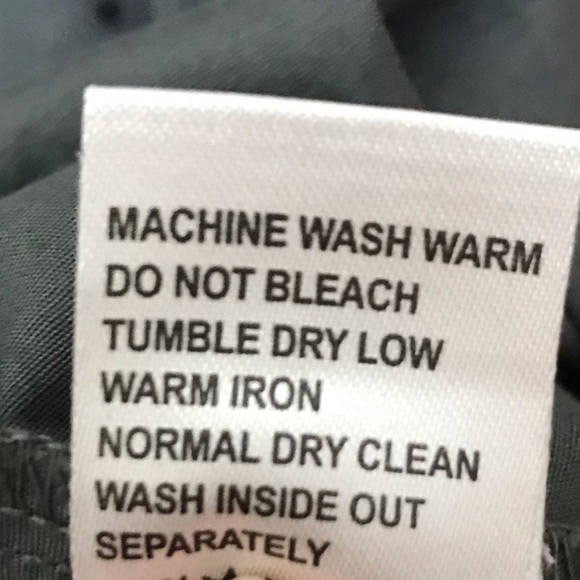 MACHINE WASH WARM
DO NOT BLEACH
TUMBLE DRY LOW
WARM IRON
NORMAL DRY CLEAN
WASH INSIDE OUT
SEPARATELY